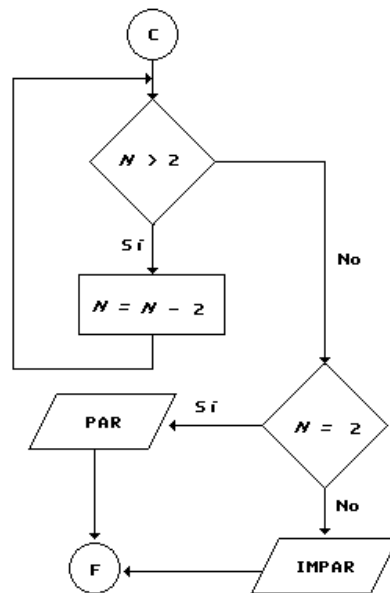 C
N > 2
Sí
No
N = N - 2
Sí
PAR
N = 2
No
F
IMPAR